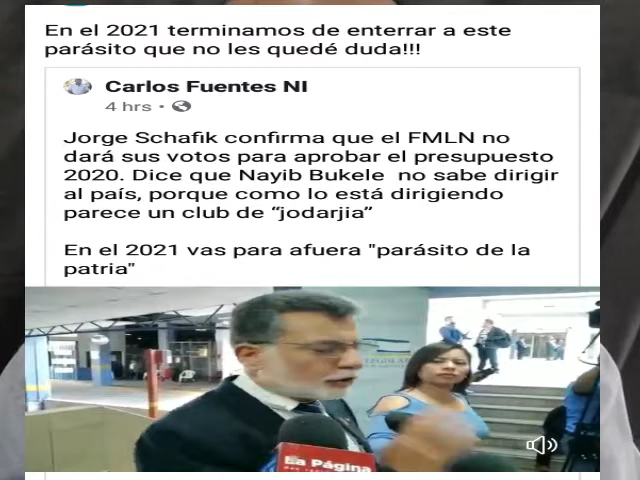 En el 2021 terminamos de enterrar a este
parásito que no les quedé duda!!!
Carlos Fuentes NI
4 hrs
Jorge Schafik confirma que el FMLN no
dará sus votos para aprobar el presupuesto
2020. Dice que Nayib Bukele no sabe dirigir
al país, porque como lo está dirigiendo
parece un club de “jodarjia”
En el 2021 vas para afuera "parásito de la
patria"
La Página